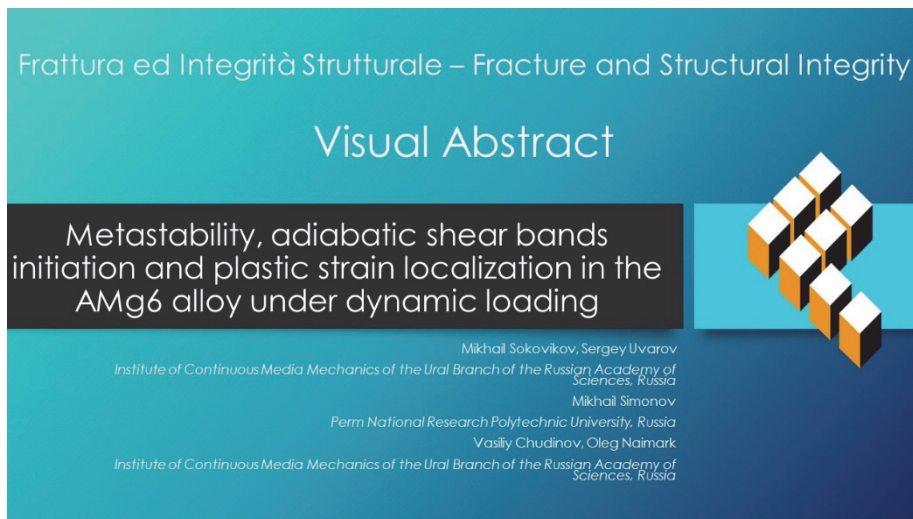 Frattura ed Integrità Strutturale – Fracture and Structural Integrity
Visual Abstract
Metastability, adiabatic shear bands
initiation and plastic strain localization in the
AMg6 alloy under dynamic loading
Mikhail Sokovikov, Sergey Uvarov
Institute of Continuous Media Mechanics of the Ural Branch of the Russian Academy of
Sciences, Russia
Mikhail Simonov
Perm National Research Polytechnic University, Russia
Vasiliy Chudinov, Oleg Naimark
Institute of Continuous Media Mechanics of the Ural Branch of the Russian Academy of
Sciences, Russia